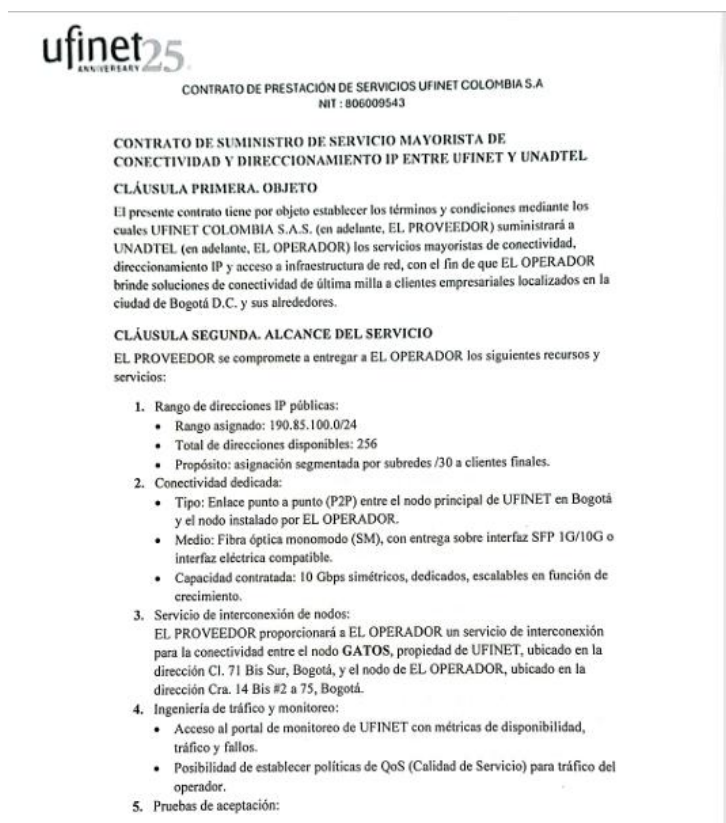 ufinet25
ANNIVERSARY
CONTRATO DE PRESTACIÓN DE SERVICIOS UFINET COLOMBIA S.A
NIT : 806009543
CONTRATO DE SUMINISTRO DE SERVICIO MAYORISTA DE
CONECTIVIDAD Y DIRECCIONAMIENTO IP ENTRE UFINET Y UNADTEL
CLÁUSULA PRIMERA. OBJETO
El presente contrato tiene por objeto establecer los términos y condiciones mediante los
cuales UFINET COLOMBIA S.A.S. (en adelante, EL PROVEEDOR) suministrará a
UNADTEL (en adelante, EL OPERADOR) los servicios mayoristas de conectividad,
direccionamiento IP y acceso a infraestructura de red, con el fin de que EL OPERADOR
brinde soluciones de conectividad de última milla a clientes empresariales localizados en la
ciudad de Bogotá D.C. y sus alrededores.
CLÁUSULA SEGUNDA. ALCANCE DEL SERVICIO
EL PROVEEDOR se compromete a entregar a EL OPERADOR los siguientes recursos y
servicios:
1. Rango de direcciones IP públicas:
• Rango asignado: 190.85.100.0/24
• Total de direcciones disponibles: 256
• Propósito: asignación segmentada por subredes /30 a clientes finales.
2. Conectividad dedicada:
• Tipo: Enlace punto a punto (P2P) entre el nodo principal de UFINET en Bogotá
y el nodo instalado por EL OPERADOR.
• Medio: Fibra óptica monomodo (SM), con entrega sobre interfaz SFP 1G/10G o
interfaz eléctrica compatible.
• Capacidad contratada: 10 Gbps simétricos, dedicados, escalables en función de
crecimiento.
3. Servicio de interconexión de nodos:
EL PROVEEDOR proporcionará a EL OPERADOR un servicio de interconexión
para la conectividad entre el nodo GATOS, propiedad de UFINET, ubicado en la
dirección Cl. 71 Bis Sur, Bogotá, y el nodo de EL OPERADOR, ubicado en la
dirección Cra. 14 Bis #2 a 75, Bogotá.
4. Ingeniería de tráfico y monitoreo:
• Acceso al portal de monitoreo de UFINET con métricas de disponibilidad,
tráfico y fallos.
• Posibilidad de establecer políticas de QoS (Calidad de Servicio) para tráfico del
operador.
5. Pruebas de aceptación: